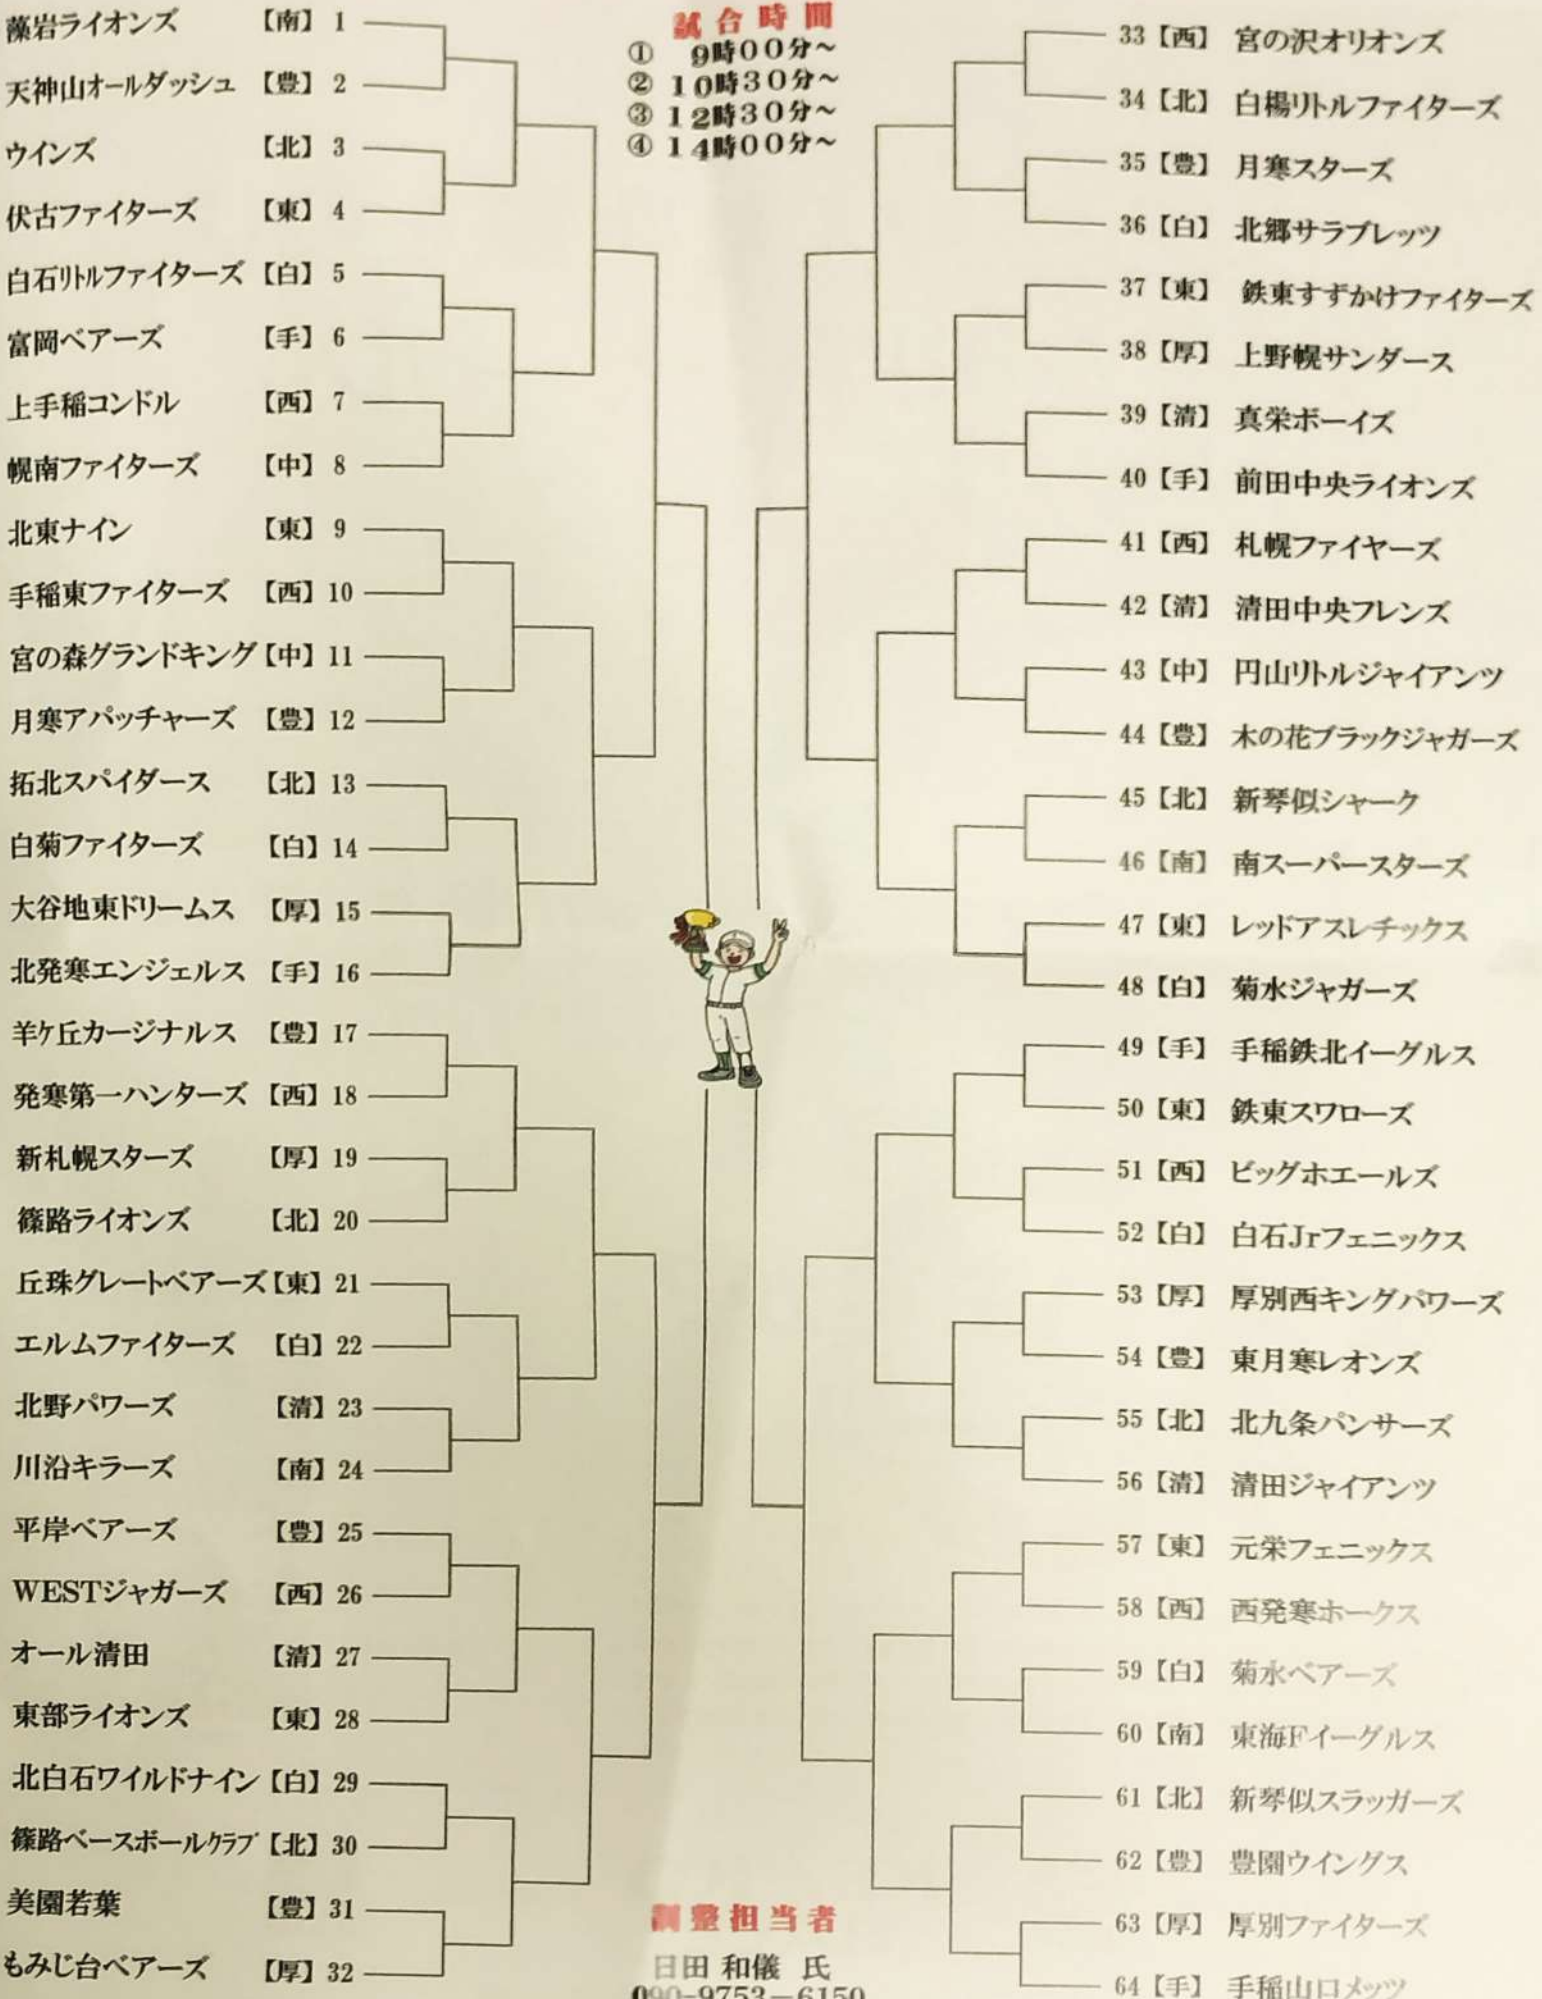 藻岩ライオンズ 【南】 1
天神山オールダッシュ 【豊】 2
ウインズ 【北】 3
伏古ファイターズ 【東】 4
白石リトルファイターズ 【白】 5
富岡ベアーズ 【手】 6
上手稲コンドル 【西】 7
幌南ファイターズ 【中】 8
北東ナイン 【東】 9
手稲東ファイターズ 【西】 10
宮の森グランドキング 【中】 11
月寒アパッチャーズ 【豊】 12
拓北スパイダース 【北】 13
白菊ファイターズ 【白】 14
大谷地東ドリームス 【厚】 15
北発寒エンジェルス 【手】 16
羊ケ丘カージナルス 【豊】 17
発寒第一ハンターズ 【西】 18
新札幌スターズ 【厚】 19
篠路ライオンズ 【北】 20
丘珠グレートベアーズ 【東】 21
エルムファイターズ 【白】 22
北野パワーズ 【清】 23
川沿キラーズ 【南】 24
平岸ベアーズ 【豊】 25
WESTジャガーズ 【西】 26
オール清田 【清】 27
東部ライオンズ 【東】 28
北白石ワイルドナイン 【白】 29
篠路ベースボールクラブ 【北】 30
美園若葉 【豊】 31
もみじ台ベアーズ 【厚】 32
試合時間
① 9時00分～
② 10時30分～
③ 12時30分～
④ 14時00分～
調整担当者
日田 和儀 氏
090-9753-6150
33 【西】 宮の沢オリオンズ
34 【北】 白楊リトルファイターズ
35 【豊】 月寒スターズ
36 【白】 北郷サラブレッツ
37 【東】 鉄東すずかけファイターズ
38 【厚】 上野幌サンダース
39 【清】 真栄ボーイズ
40 【手】 前田中央ライオンズ
41 【西】 札幌ファイヤーズ
42 【清】 清田中央フレンズ
43 【中】 円山リトルジャイアンツ
44 【豊】 木の花ブラックジャガーズ
45 【北】 新琴似シャーク
46 【南】 南スーパースターズ
47 【東】 レッドアスレチックス
48 【白】 菊水ジャガーズ
49 【手】 手稲鉄北イーグルス
50 【東】 鉄東スワローズ
51 【西】 ビッグホエールズ
52 【白】 白石Jrフェニックス
53 【厚】 厚別西キングパワーズ
54 【豊】 東月寒レオンズ
55 【北】 北九条パンサーズ
56 【清】 清田ジャイアンツ
57 【東】 元栄フェニックス
58 【西】 西発寒ホークス
59 【白】 菊水ベアーズ
60 【南】 東海Fイーグルス
61 【北】 新琴似スラッガーズ
62 【豊】 豊園ウイングス
63 【厚】 厚別ファイターズ
64 【手】 手稲山口メッツ